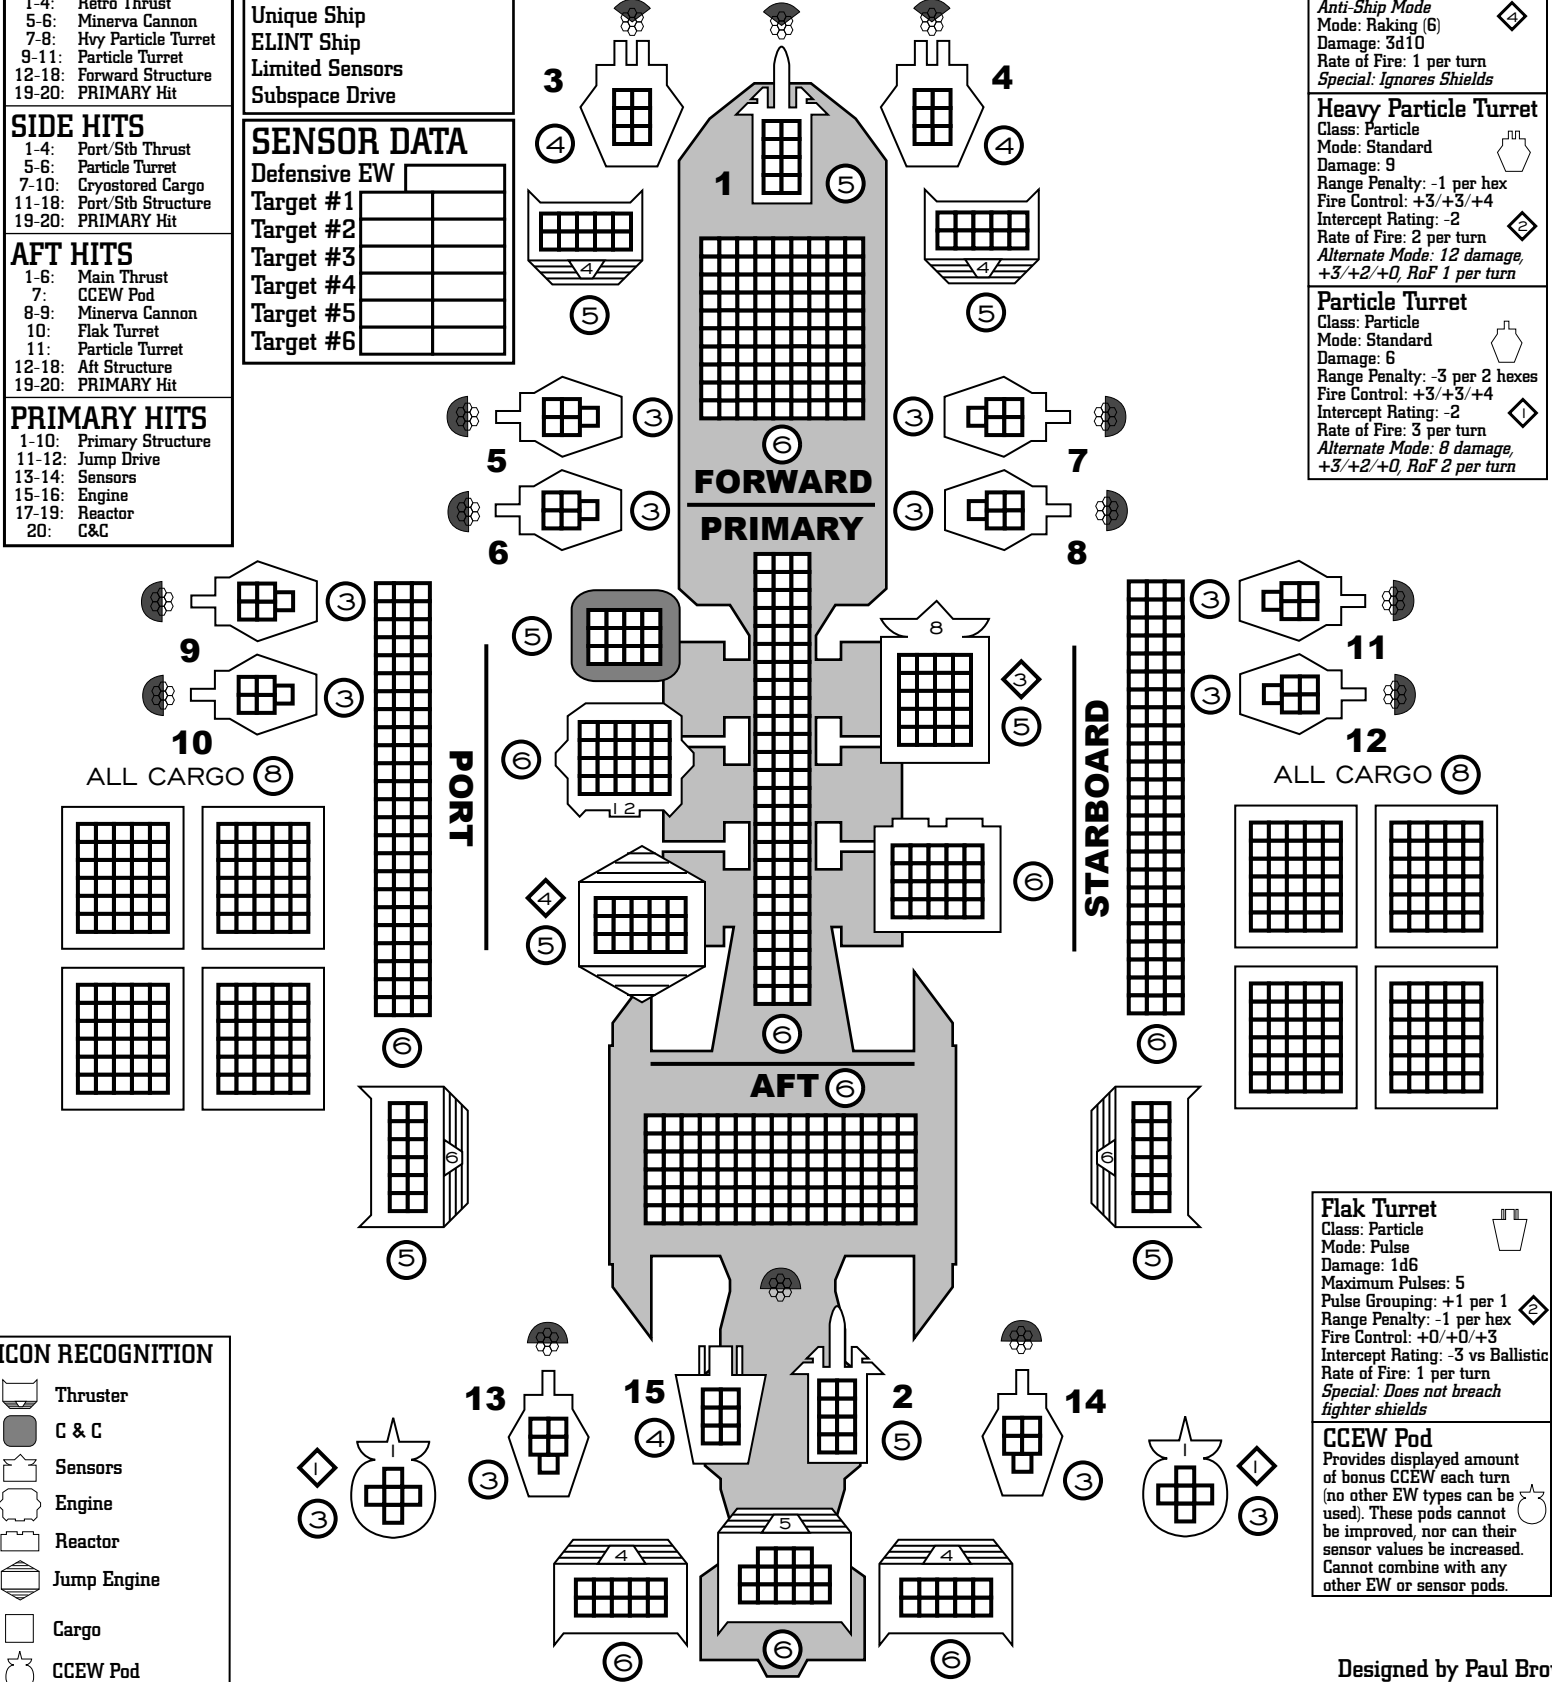 1-4: Retro Thrust
5-6: Minerva Cannon
7-8: Hvy Particle Turret
9-11: Particle Turret
12-18: Forward Structure
19-20: PRIMARY Hit
SIDE HITS
1-4: Port/Stb Thrust
5-6: Particle Turret
7-10: Cryostored Cargo
11-18: Port/Stb Structure
19-20: PRIMARY Hit
AFT HITS
1-6: Main Thrust
7: CCEW Pod
8-9: Minerva Cannon
10: Flak Turret
11: Particle Turret
12-18: Aft Structure
19-20: PRIMARY Hit
PRIMARY HITS
1-10: Primary Structure
11-12: Jump Drive
13-14: Sensors
15-16: Engine
17-19: Reactor
20: C&C
Unique Ship
ELINT Ship
Limited Sensors
Subspace Drive
SENSOR DATA
Defensive EW
Target #1
Target #2
Target #3
Target #4
Target #5
Target #6
Anti-Ship Mode
Mode: Raking (6)
Damage: 3d10
Rate of Fire: 1 per turn
Special: Ignores Shields
4
Heavy Particle Turret
Class: Particle
Mode: Standard
Damage: 9
Range Penalty: -1 per hex
Fire Control: +3/+3/+4
Intercept Rating: -2
Rate of Fire: 2 per turn
Alternate Mode: 12 damage,
+3/+2/+0, RoF 1 per turn
2
Particle Turret
Class: Particle
Mode: Standard
Damage: 6
Range Penalty: -3 per 2 hexes
Fire Control: +3/+3/+4
Intercept Rating: -2
Rate of Fire: 3 per turn
Alternate Mode: 8 damage,
+3/+2/+0, RoF 2 per turn
1
3
4
4
4
1
5
4
5
4
5
3
3
5
6
7
FORWARD
3
3
6
PRIMARY
8
3
3
9
5
8
11
3
3
3
10
5
12
ALL CARGO 8
6
12
ALL CARGO 8
PORT
STARBOARD
4
5
6
6
6
6
AFT 6
6
6
5
5
13
15
2
14
4
5
1
1
3
3
3
1
1
3
5
4
4
6
6
6
Flak Turret
Class: Particle
Mode: Pulse
Damage: 1d6
Maximum Pulses: 5
Pulse Grouping: +1 per 1
Range Penalty: -1 per hex
Fire Control: +0/+0/+3
Intercept Rating: -3 vs Ballistic
Rate of Fire: 1 per turn
Special: Does not breach
fighter shields
2
CCEW Pod
Provides displayed amount
of bonus CCEW each turn
(no other EW types can be
used). These pods cannot
be improved, nor can their
sensor values be increased.
Cannot combine with any
other EW or sensor pods.
ICON RECOGNITION
Thruster
C & C
Sensors
Engine
Reactor
Jump Engine
Cargo
CCEW Pod
Designed by Paul Bro